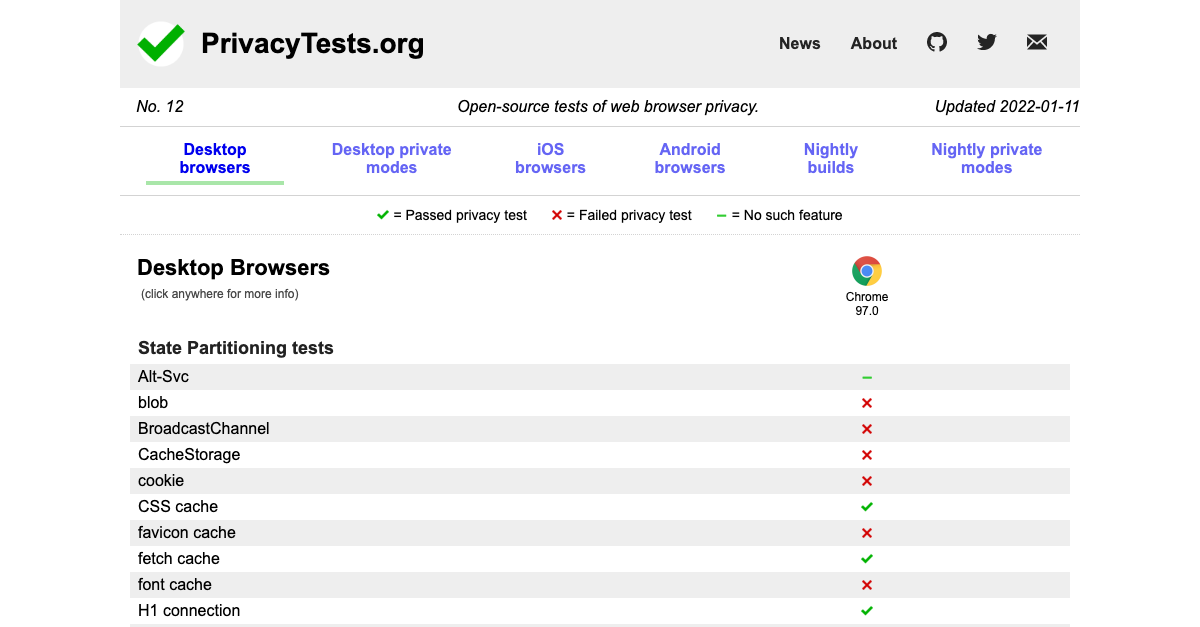 PrivacyTests.org
News About
No. 12 Open-source tests of web browser privacy. Updated 2022-01-11
Desktop browsers
Desktop private modes
iOS browsers
Android browsers
Nightly builds
Nightly private modes
= Passed privacy test = Failed privacy test = No such feature
Desktop Browsers
(click anywhere for more info)
Chrome
97.0
State Partitioning tests
Alt-Svc
blob
BroadcastChannel
CacheStorage
cookie
CSS cache
favicon cache
fetch cache
font cache
H1 connection